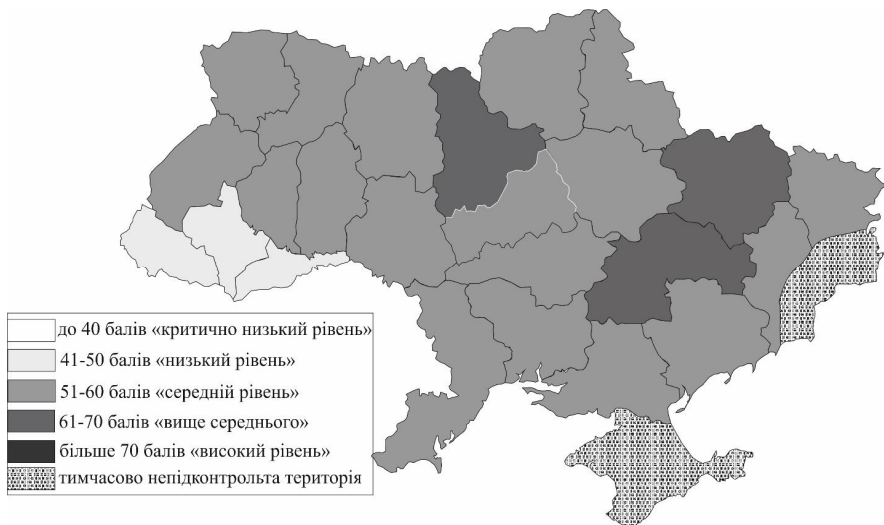 до 40 балів «критично низький рівень»
41-50 балів «низький рівень»
51-60 балів «середній рівень»
61-70 балів «вище середнього»
більше 70 балів «високий рівень»
тимчасово непідконтрольта територія